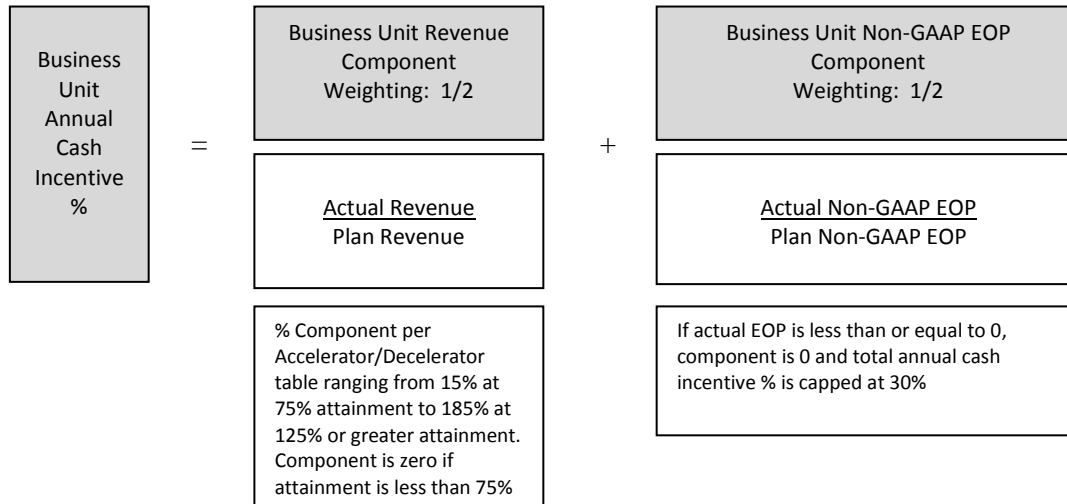 Business
Unit
Annual
Cash
Incentive
%
=
Business Unit Revenue
Component
Weighting: 1/2
Actual Revenue
Plan Revenue
% Component per
Accelerator/Decelerator
table ranging from 15% at
75% attainment to 185% at
125% or greater attainment.
Component is zero if
attainment is less than 75%
+
Business Unit Non-GAAP EOP
Component
Weighting: 1/2
Actual Non-GAAP EOP
Plan Non-GAAP EOP
If actual EOP is less than or equal to 0,
component is 0 and total annual cash
incentive % is capped at 30%